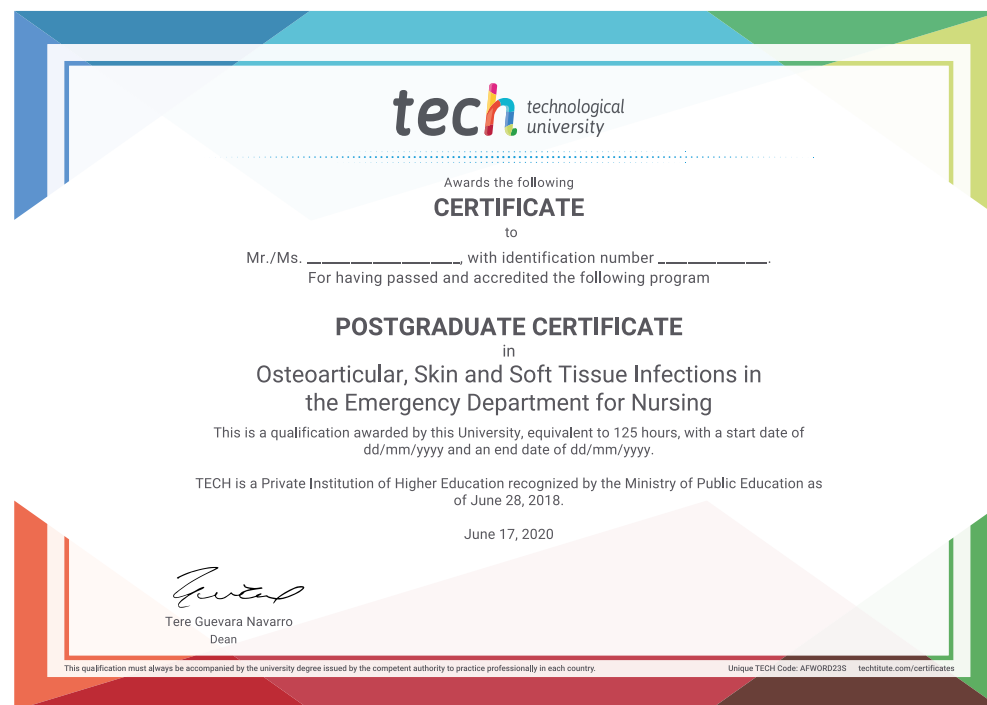 tech technological
university
Awards the following
CERTIFICATE
to
Mr./Ms. ____________________, with identification number ______________.
For having passed and accredited the following program
POSTGRADUATE CERTIFICATE
in
Osteoarticular, Skin and Soft Tissue Infections in
the Emergency Department for Nursing
This is a qualification awarded by this University, equivalent to 125 hours, with a start date of
dd/mm/yyyy and an end date of dd/mm/yyyy.
TECH is a Private Institution of Higher Education recognized by the Ministry of Public Education as
of June 28, 2018.
June 17, 2020
Tere Guevara Navarro
Dean
This qualification must always be accompanied by the university degree issued by the competent authority to practice professionally in each country.
Unique TECH Code: AFWORD23S techtitute.com/certificates